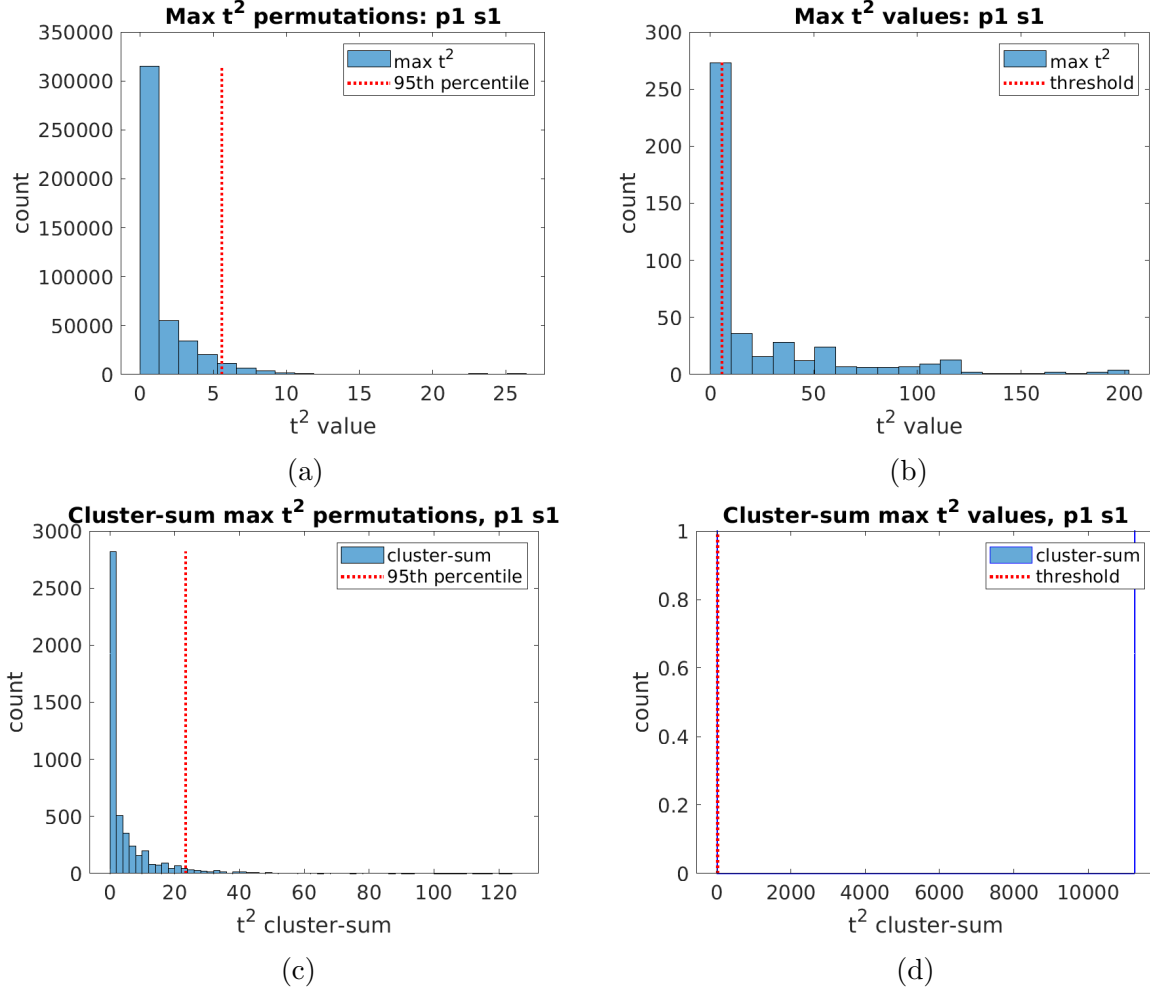 Max t² permutations: p1 s1
350000
300000
250000
200000
150000
100000
50000
0
count
0 5 10 15 20 25
t² value
max t²
95th percentile
(a)
Max t² values: p1 s1
300
250
200
150
100
50
0
count
0 50 100 150 200
t² value
max t²
threshold
(b)
Cluster-sum max t² permutations, p1 s1
3000
2500
2000
1500
1000
500
0
count
0 20 40 60 80 100 120
t² cluster-sum
cluster-sum
95th percentile
(c)
Cluster-sum max t² values, p1 s1
1
0.8
0.6
0.4
0.2
0
count
0 2000 4000 6000 8000 10000
t² cluster-sum
cluster-sum
threshold
(d)